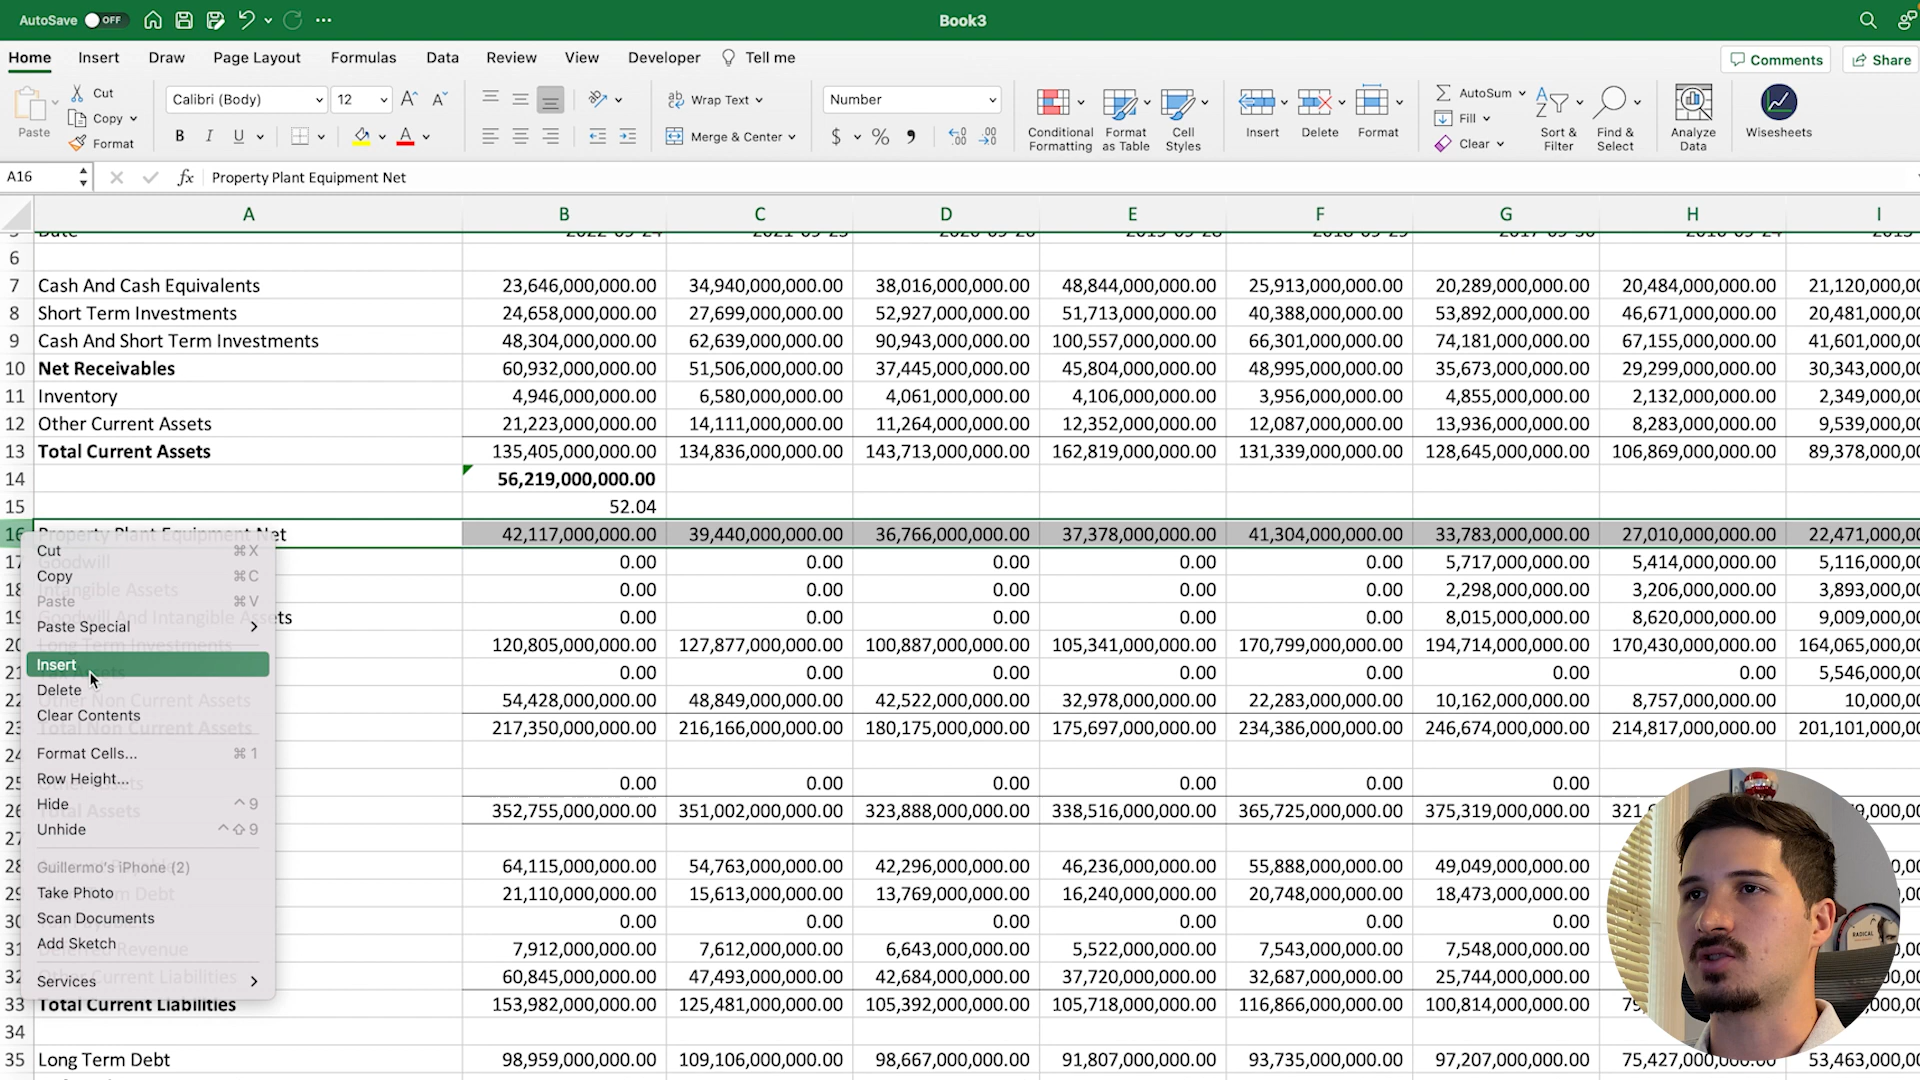 AutoSave OFF Book3
Home Insert Draw Page Layout Formulas Data Review View Developer Tell me Comments Share
Paste Cut Copy Format
Calibri (Body) 12
B I U
Wrap Text
Merge & Center
Number
$ % 9
Conditional Formatting
Format as Table
Cell Styles
Insert Delete Format
AutoSum
Fill
Clear
Sort & Filter
Find & Select
Analyze Data
Wisesheets
A16 fx Property Plant Equipment Net
A B C D E F G H I
6
7 Cash And Cash Equivalents 23,646,000,000.00 34,940,000,000.00 38,016,000,000.00 48,844,000,000.00 25,913,000,000.00 20,289,000,000.00 20,484,000,000.00 21,120,000,0
8 Short Term Investments 24,658,000,000.00 27,699,000,000.00 52,927,000,000.00 51,713,000,000.00 40,388,000,000.00 53,892,000,000.00 46,671,000,000.00 20,481,000,0
9 Cash And Short Term Investments 48,304,000,000.00 62,639,000,000.00 90,943,000,000.00 100,557,000,000.00 66,301,000,000.00 74,181,000,000.00 67,155,000,000.00 41,601,000,0
10 Net Receivables 60,932,000,000.00 51,506,000,000.00 37,445,000,000.00 45,804,000,000.00 48,995,000,000.00 35,673,000,000.00 29,299,000,000.00 30,343,000,0
11 Inventory 4,946,000,000.00 6,580,000,000.00 4,061,000,000.00 4,106,000,000.00 3,956,000,000.00 4,855,000,000.00 2,132,000,000.00 2,349,000,0
12 Other Current Assets 21,223,000,000.00 14,111,000,000.00 11,264,000,000.00 12,352,000,000.00 12,087,000,000.00 13,936,000,000.00 8,283,000,000.00 9,539,000,0
13 Total Current Assets 135,405,000,000.00 134,836,000,000.00 143,713,000,000.00 162,819,000,000.00 131,339,000,000.00 128,645,000,000.00 106,869,000,000.00 89,378,000,0
14 56,219,000,000.00
15 52.04
16 Property Plant Equipment Net 42,117,000,000.00 39,440,000,000.00 36,766,000,000.00 37,378,000,000.00 41,304,000,000.00 33,783,000,000.00 27,010,000,000.00 22,471,000,0
17 Goodwill 0.00 0.00 0.00 0.00 0.00 5,717,000,000.00 5,414,000,000.00 5,116,000,0
18 Intangible Assets 0.00 0.00 0.00 0.00 0.00 2,298,000,000.00 3,206,000,000.00 3,893,000,0
19 Goodwill And Intangible Assets 0.00 0.00 0.00 0.00 0.00 8,015,000,000.00 8,620,000,000.00 9,009,000,0
20 Long Term Investments 120,805,000,000.00 127,877,000,000.00 100,887,000,000.00 105,341,000,000.00 170,799,000,000.00 194,714,000,000.00 170,430,000,000.00 164,065,000,0
21 Tax Assets 0.00 0.00 0.00 0.00 0.00 0.00 0.00 5,546,000,0
22 Other Non Current Assets 54,428,000,000.00 48,849,000,000.00 42,522,000,000.00 32,978,000,000.00 22,283,000,000.00 10,162,000,000.00 8,757,000,000.00 10,000,0
23 Total Non Current Assets 217,350,000,000.00 216,166,000,000.00 180,175,000,000.00 175,697,000,000.00 234,386,000,000.00 246,674,000,000.00 214,817,000,000.00 201,101,000,0
24
25 Other Assets 0.00 0.00 0.00 0.00 0.00 0.00
26 Total Assets 352,755,000,000.00 351,002,000,000.00 323,888,000,000.00 338,516,000,000.00 365,725,000,000.00 375,319,000,000.00 321,
27
28 64,115,000,000.00 54,763,000,000.00 42,296,000,000.00 46,236,000,000.00 55,888,000,000.00 49,049,000,000.00
29 Debt 21,110,000,000.00 15,613,000,000.00 13,769,000,000.00 16,240,000,000.00 20,748,000,000.00 18,473,000,000.00
30 0.00 0.00 0.00 0.00 0.00 0.00
31 Deferred Revenue 7,912,000,000.00 7,612,000,000.00 6,643,000,000.00 5,522,000,000.00 7,543,000,000.00 7,548,000,000.00
32 Other Current Liabilities 60,845,000,000.00 47,493,000,000.00 42,684,000,000.00 37,720,000,000.00 32,687,000,000.00 25,744,000,000.00
33 Total Current Liabilities 153,982,000,000.00 125,481,000,000.00 105,392,000,000.00 105,718,000,000.00 116,866,000,000.00 100,814,000,000.00
34
35 Long Term Debt 98,959,000,000.00 109,106,000,000.00 98,667,000,000.00 91,807,000,000.00 93,735,000,000.00 97,207,000,000.00 75,427,000,000.00 53,463,000,0
Cut ⌘X
Copy ⌘C
Paste ⌘V
Paste Special
Insert
Delete
Clear Contents
Format Cells... ⌘1
Row Height...
Hide ^9
Unhide ^⇧9
Guillermo's iPhone (2)
Take Photo
Scan Documents
Add Sketch
Services
RADICAL